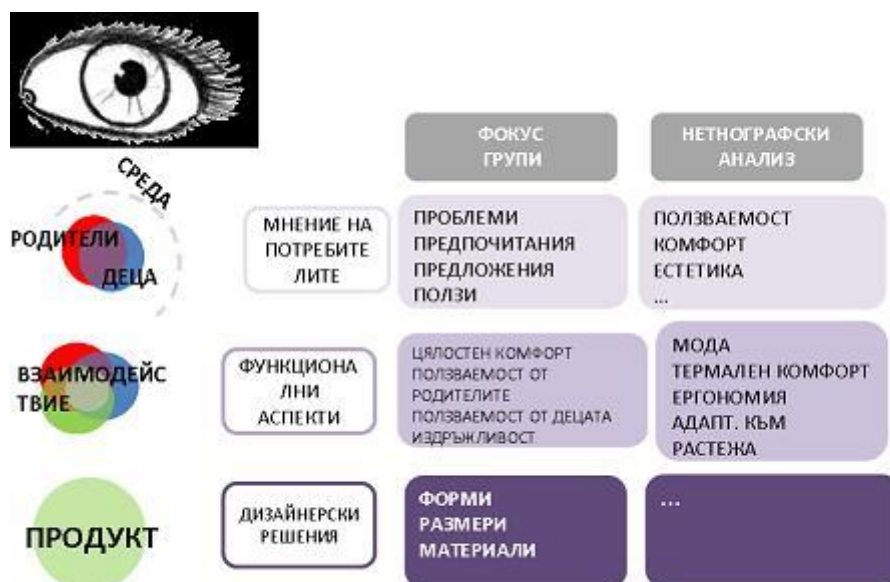 ФОКУС
ГРУПИ
НЕТНОГРАФСКИ
АНАЛИЗ
СРЕДА
РОДИТЕЛИ
ДЕЦА
МНЕНИЕ НА
ПОТРЕБИТЕ
ЛИТЕ
ПРОБЛЕМИ
ПРЕДПОЧИТАНИЯ
ПРЕДЛОЖЕНИЯ
ПОЛЗИ
ПОЛЗВАЕМОСТ
КОМФОРТ
ЕСТЕТИКА
...
ВЗАИМОДЕЙС
ТВИЕ
ФУНКЦИОНА
ЛНИ
АСПЕКТИ
ЦЯЛОСТЕН КОМФОРТ
ПОЛЗВАЕМОСТ ОТ
РОДИТЕЛИТЕ
ПОЛЗВАЕМОСТ ОТ ДЕЦАТА
ИЗДРЪЖЛИВОСТ
МОДА
ТЕРМАЛЕН КОМФОРТ
ЕРГОНОМИЯ
АДАПТ. КЪМ
РАСТЕЖА
ПРОДУКТ
ДИЗАЙНЕРСКИ
РЕШЕНИЯ
ФОРМИ
РАЗМЕРИ
МАТЕРИАЛИ
...